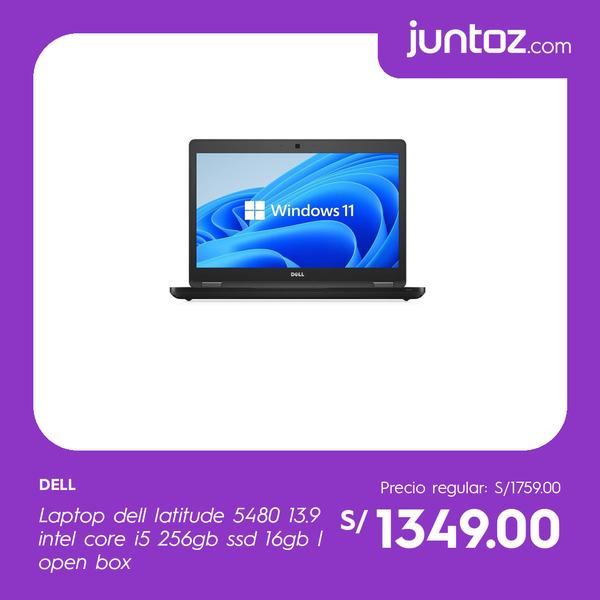 juntoz.com
Windows 11
DELL
DELL
Laptop dell latitude 5480 13.9
intel core i5 256gb ssd 16gb |
open box
Precio regular: S/1759.00
S/1349.00